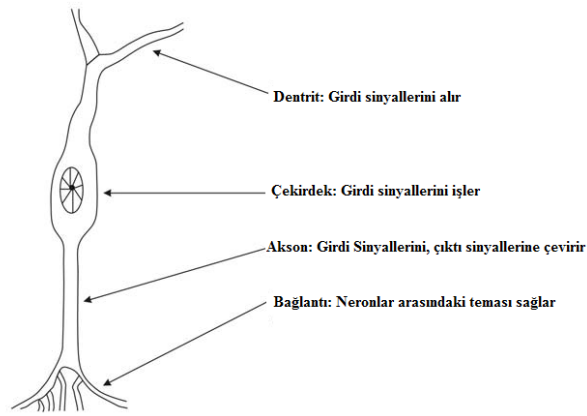 Dentrit: Girdi sinyallerini alır
Çekirdek: Girdi sinyallerini işler
Akson: Girdi Sinyallerini, çıktı sinyallerine çevirir
Bağlantı: Neronlar arasındaki teması sağlar